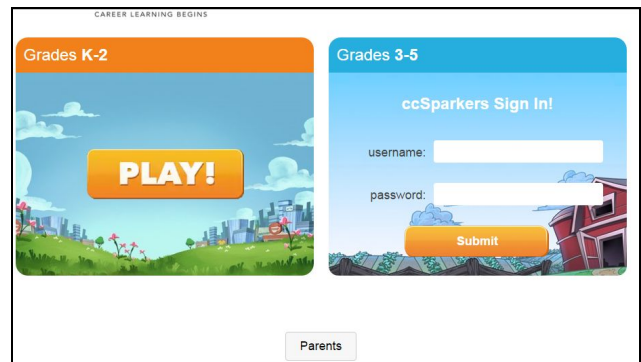 CAREER LEARNING BEGINS
Grades K-2
PLAY!
Grades 3-5
ccSparkers Sign In!
username:
password:
Submit
Parents